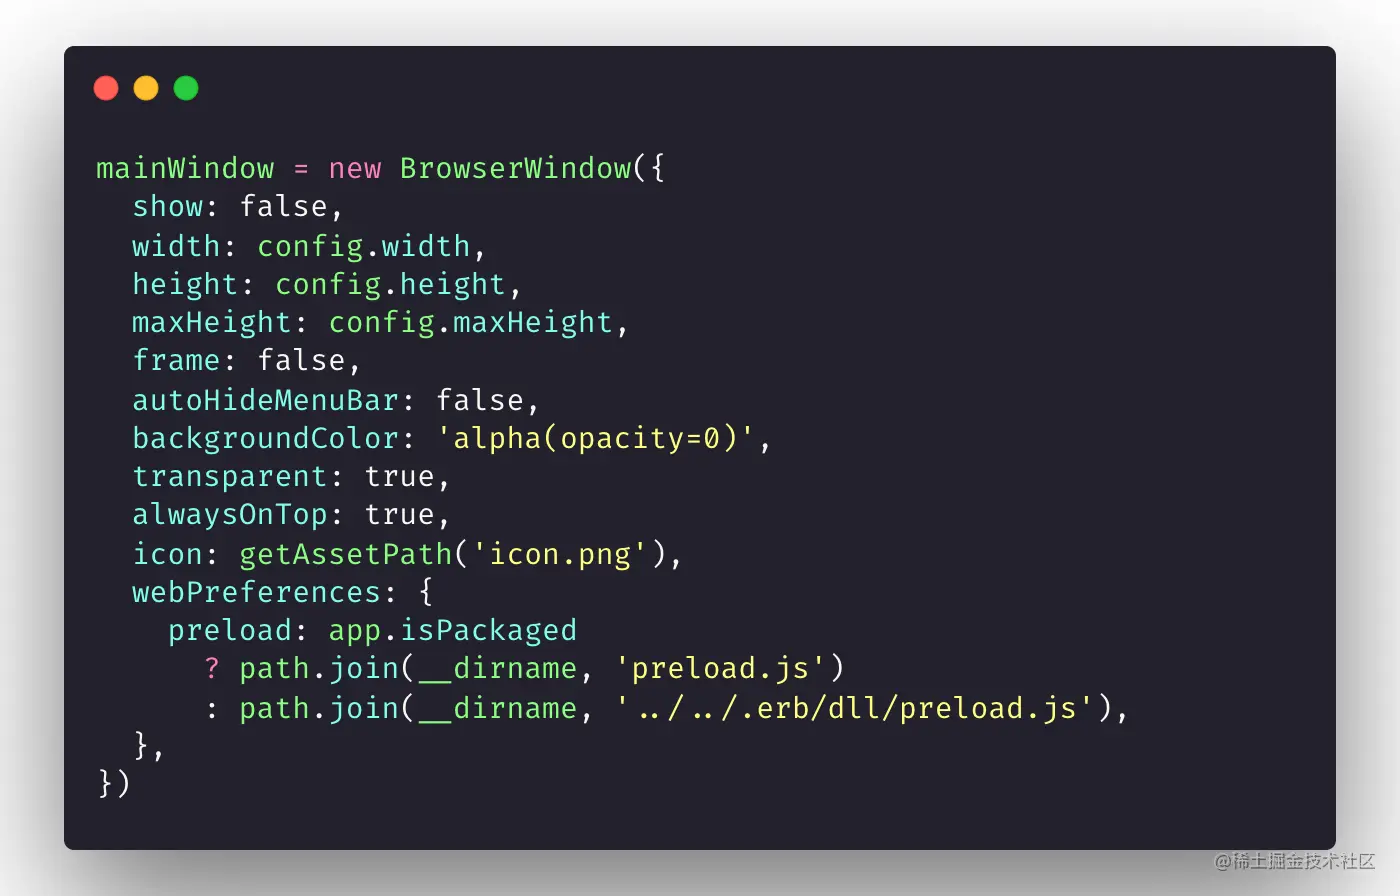 mainWindow = new BrowserWindow({
  show: false,
  width: config.width,
  height: config.height,
  maxHeight: config.maxHeight,
  frame: false,
  autoHideMenuBar: false,
  backgroundColor: 'alpha(opacity=0)',
  transparent: true,
  alwaysOnTop: true,
  icon: getAssetPath('icon.png'),
  webPreferences: {
    preload: app.isPackaged
      ? path.join(__dirname, 'preload.js')
      : path.join(__dirname, '../../.erb/dll/preload.js'),
  },
})
@稀土掘金技术社区